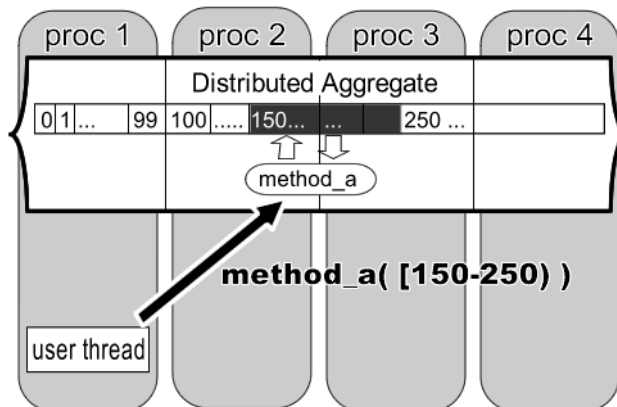 proc 1 proc 2 proc 3 proc 4
Distributed Aggregate
0 1 ... 99 100 ..... 150... ... 250 ...
method_a
method_a( [150-250) )
user thread